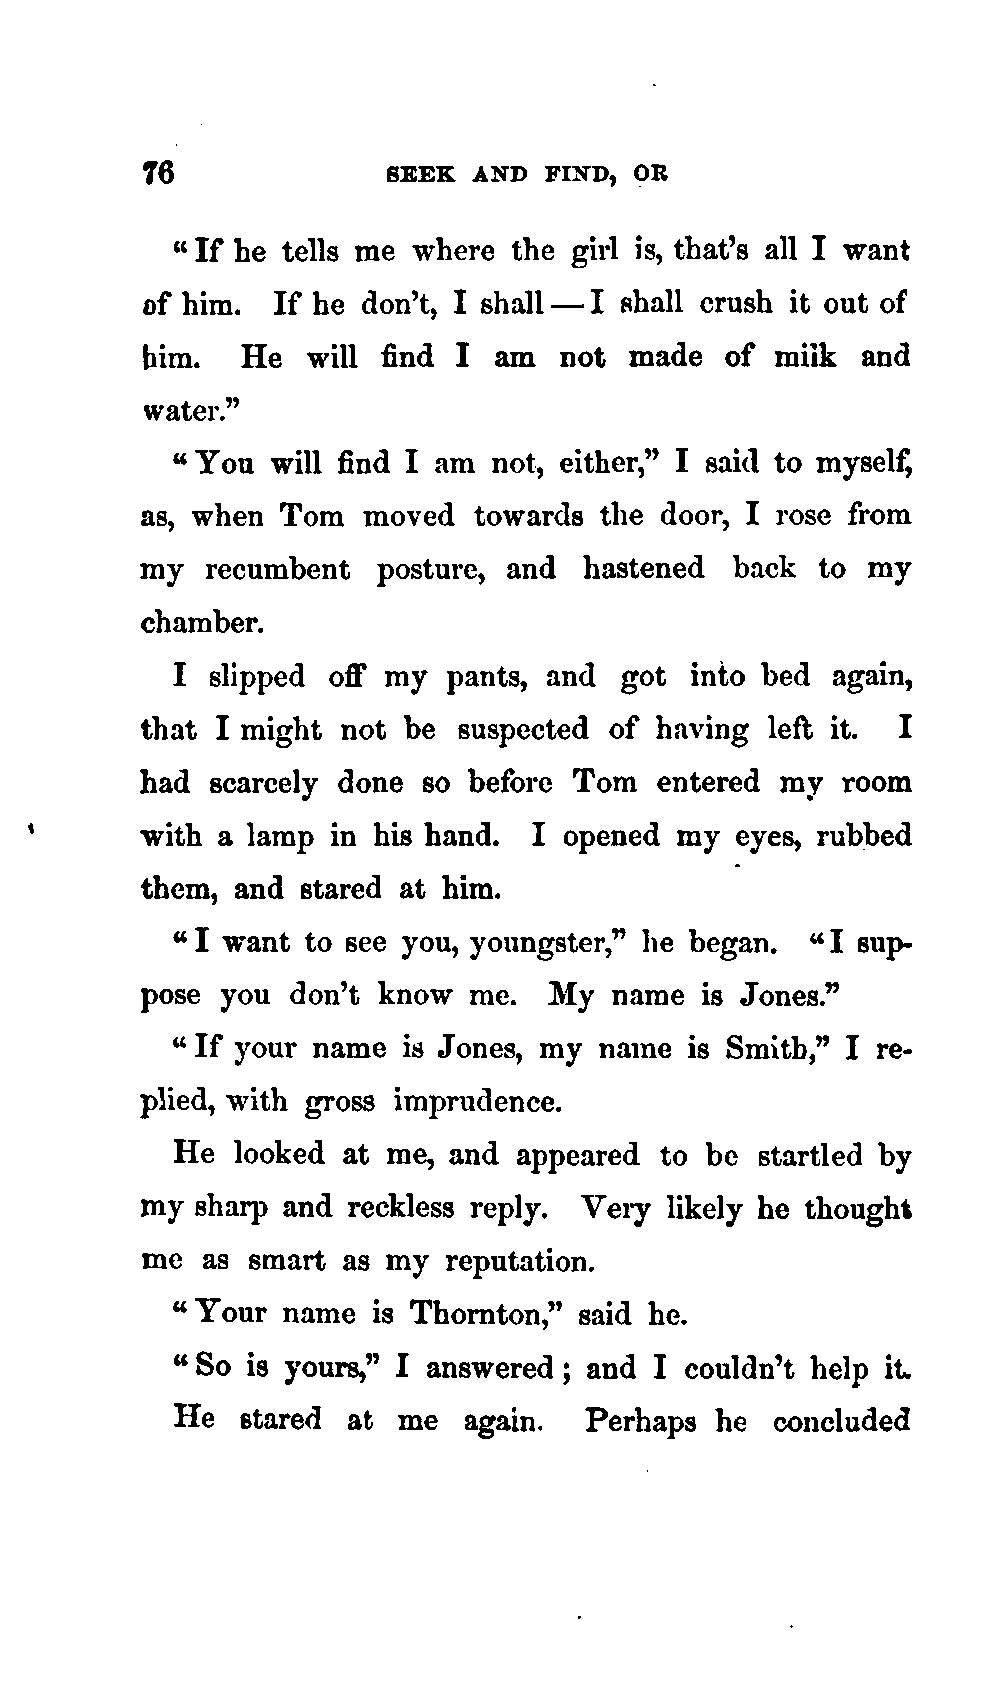 76 SEEK AND FIND, OR
“If he tells me where the girl is, that’s all I want
of him. If he don’t, I shall — I shall crush it out of
him. He will find I am not made of milk and
water.”
“You will find I am not, either,” I said to myself,
as, when Tom moved towards the door, I rose from
my recumbent posture, and hastened back to my
chamber.
I slipped off my pants, and got into bed again,
that I might not be suspected of having left it. I
had scarcely done so before Tom entered my room
with a lamp in his hand. I opened my eyes, rubbed
them, and stared at him.
“I want to see you, youngster,” he began. “I sup-
pose you don’t know me. My name is Jones.”
“If your name is Jones, my name is Smith,” I re-
plied, with gross imprudence.
He looked at me, and appeared to be startled by
my sharp and reckless reply. Very likely he thought
me as smart as my reputation.
“Your name is Thornton,” said he.
“So is yours,” I answered; and I couldn’t help it.
He stared at me again. Perhaps he concluded